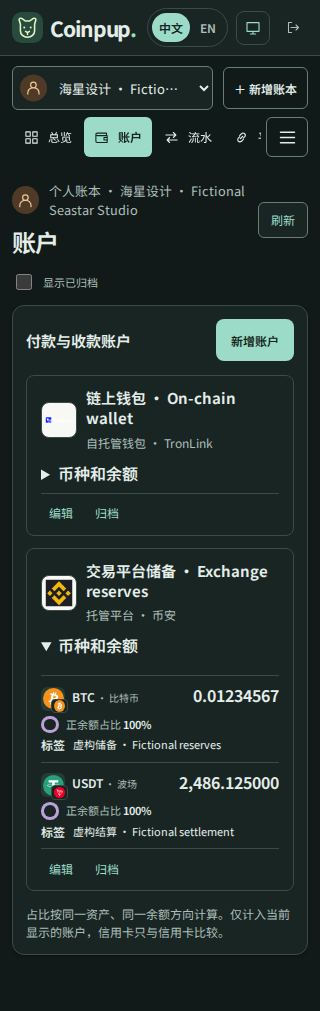 Coinpup.
中文
EN
海星设计 · Fictio···
+ 新增账本
总览
账户
流水
个人账本 · 海星设计 · Fictional
Seastar Studio
刷新
账户
显示已归档
付款与收款账户
新增账户
链上钱包 · On-chain
wallet
自托管钱包 · TronLink
币种和余额
编辑
归档
交易平台储备 · Exchange
reserves
托管平台 · 币安
币种和余额
BTC · 比特币
0.01234567
正余额占比 100%
标签 虚构储备 · Fictional reserves
USDT · 波场
2,486.125000
正余额占比 100%
标签 虚构结算 · Fictional settlement
编辑
归档
占比按同一资产、同一余额方向计算。仅计入当前
显示的账户，信用卡只与信用卡比较。